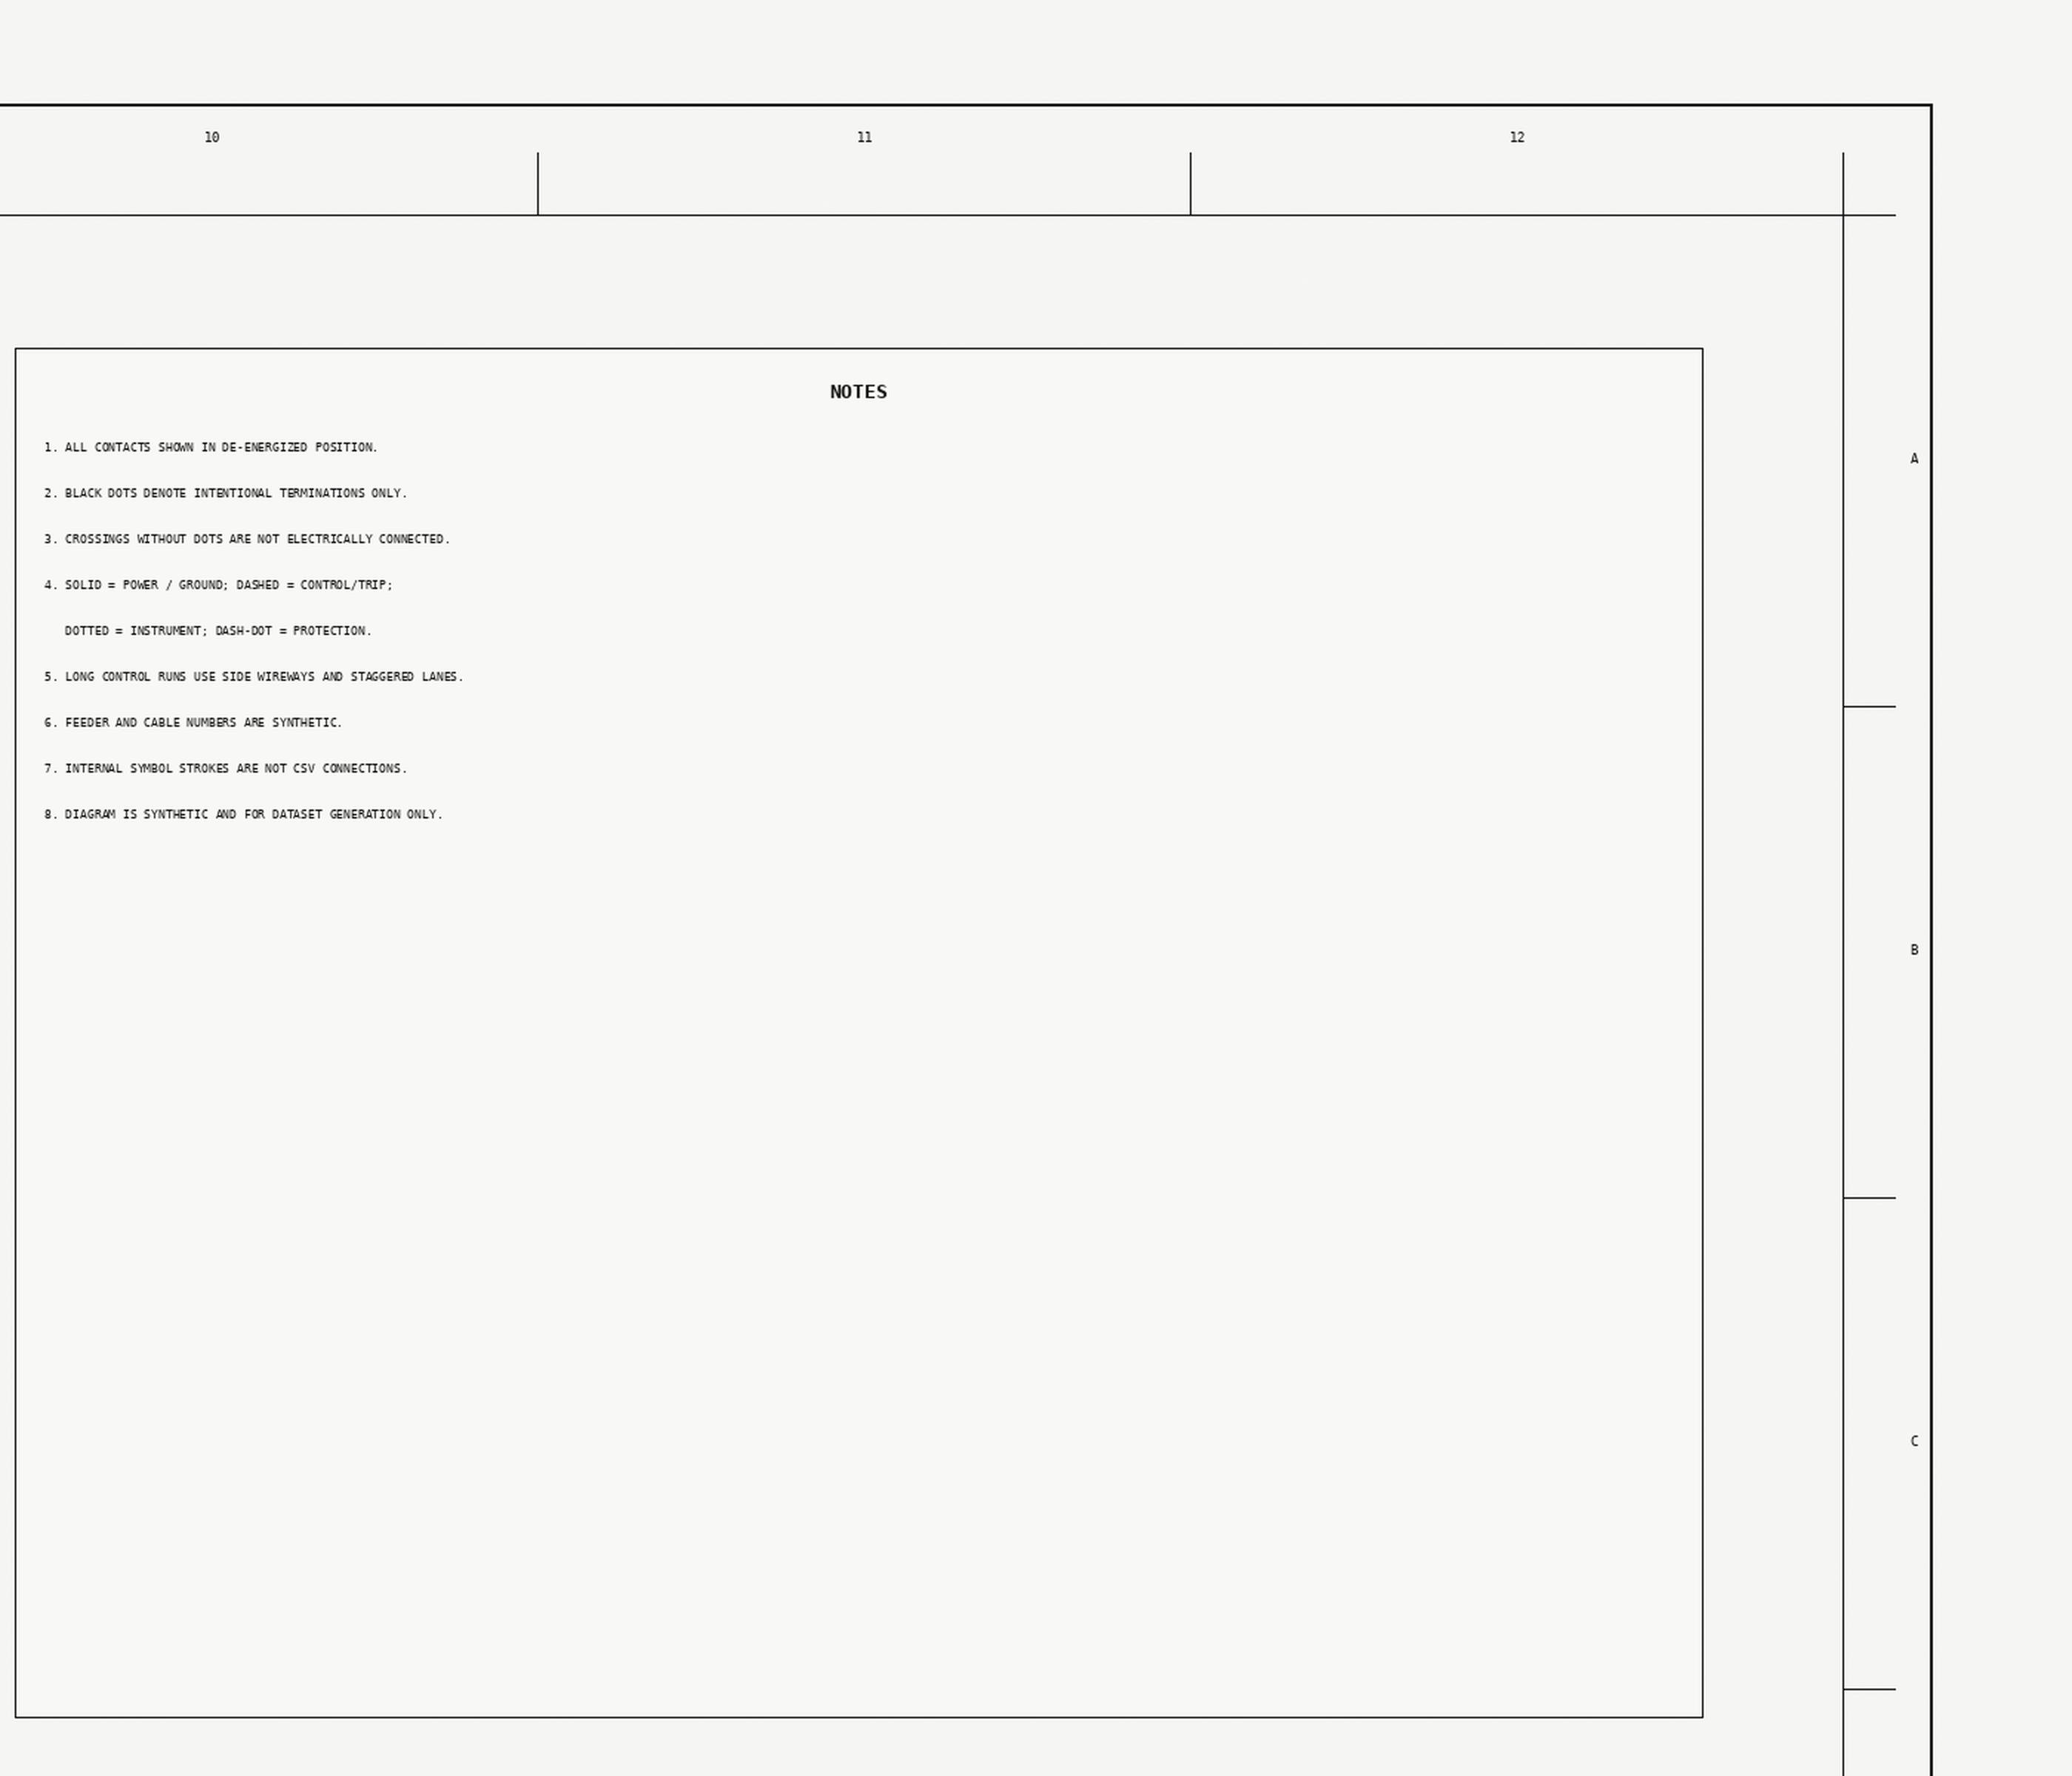 10 11 12
NOTES
1. ALL CONTACTS SHOWN IN DE-ENERGIZED POSITION.
A
2. BLACK DOTS DENOTE INTENTIONAL TERMINATIONS ONLY.
3. CROSSINGS WITHOUT DOTS ARE NOT ELECTRICALLY CONNECTED.
4. SOLID = POWER / GROUND; DASHED = CONTROL/TRIP;
DOTTED = INSTRUMENT; DASH-DOT = PROTECTION.
5. LONG CONTROL RUNS USE SIDE WIREWAYS AND STAGGERED LANES.
6. FEEDER AND CABLE NUMBERS ARE SYNTHETIC.
7. INTERNAL SYMBOL STROKES ARE NOT CSV CONNECTIONS.
8. DIAGRAM IS SYNTHETIC AND FOR DATASET GENERATION ONLY.
B
C